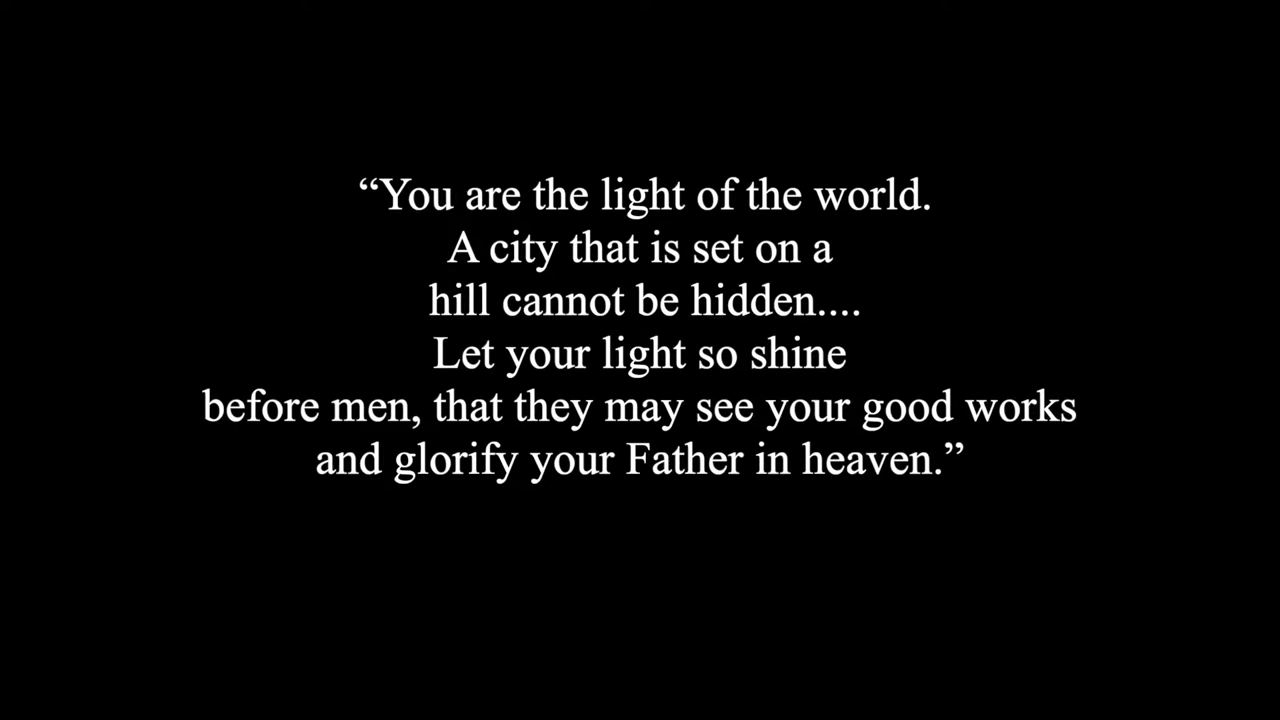 “You are the light of the world.
A city that is set on a
hill cannot be hidden....
Let your light so shine
before men, that they may see your good works
and glorify your Father in heaven.”